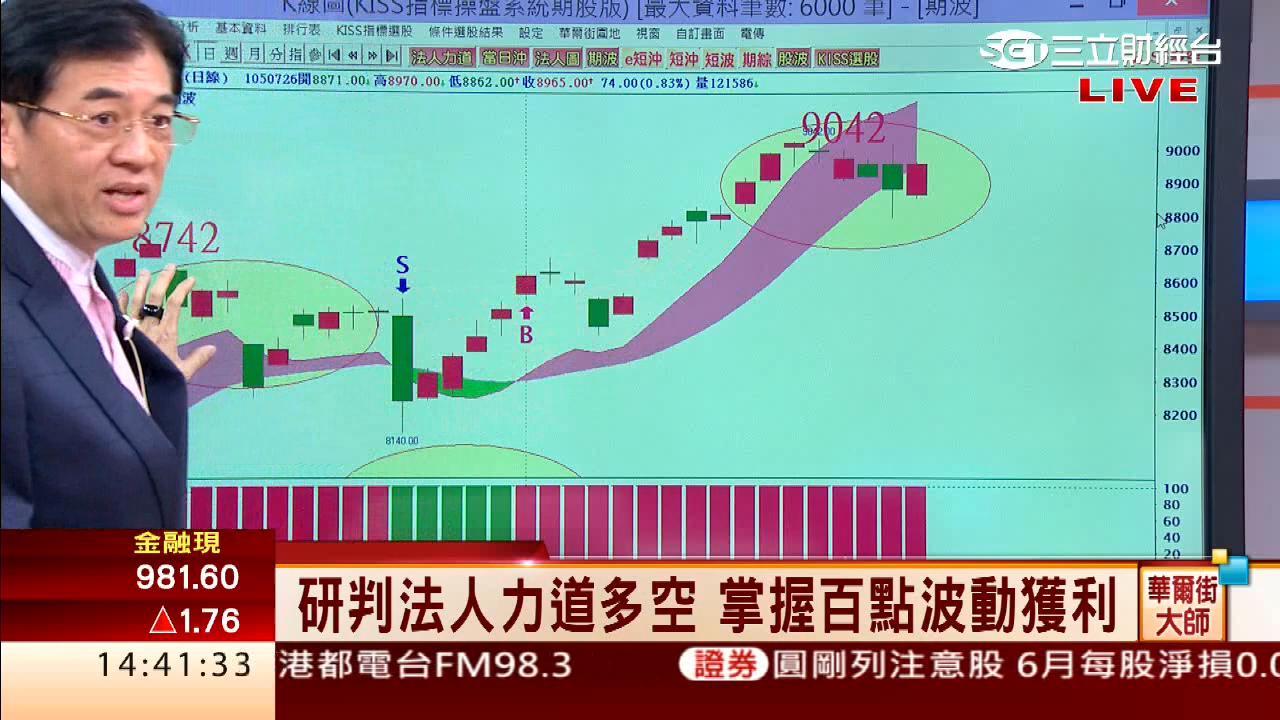 K線圖(KISS指標操盤系統期股版) [最大資料筆數: 6000 筆] - [期波]
分析 基本資料 排行表 KISS指標選股 條件選股結果 設定 華爾街園地 視窗 自訂畫面 電傳
日 週 月 分 指 法人力道 當日沖 法人圖 期波 e短沖 短沖 短波 期綜 股波 KISS選股
(日線) 1050726開8871.00↓高8970.00↓低8862.00↑收8965.00↑ 74.00(0.83%) 量121586↓
SET三立財經台
LIVE
9042
9042.00
8742
S
B
8140.00
9000
8900
8800
8700
8600
8500
8400
8300
8200
100
80
60
40
20
金融現
981.60
△1.76
研判法人力道多空 掌握百點波動獲利
華爾街
大師
14:41:33
港都電台FM98.3 證券 圓剛列注意股 6月每股淨損0.0